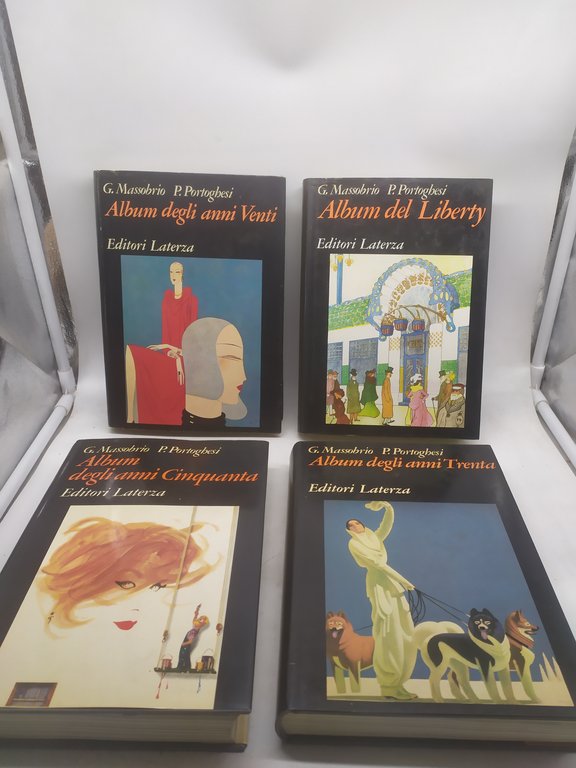 G. Massobrio P. Portoghesi
Album degli anni Venti
Editori Laterza
G. Massobrio P. Portoghesi
Album del Liberty
Editori Laterza
G. Massobrio P. Portoghesi
Album
degli anni Cinquanta
Editori Laterza
G. Massobrio P. Portoghesi
Album degli anni Trenta
Editori Laterza